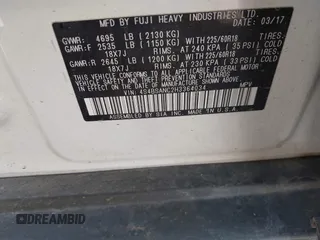 MFD BY FUJI HEAVY INDUSTRIES LTD. DATE: 03/17
GVWR: 4695 LB (2130 KG)
GAWR:F 2535 LB (1150 KG) WITH 225/60R18
TIRES. 18X7J RIMS. AT 240 KPA (35 PSI) COLD.
GAWR:R 2645 LB (1200 KG) WITH 225/60R18
TIRES. 18X7J RIMS. AT 230 KPA (33 PSI) COLD.
THIS VEHICLE CONFORMS TO ALL APPLICABLE FEDERAL MOTOR
VEHICLE SAFETY, BUMPER, AND THEFT PREVENTION
STANDARDS IN EFFECT ON THE DATE OF MANUFACTURE SHOWN
ABOVE.
VIN: 4S4BSANC2H3364034 MPV
MFD BY SIA INC MADE IN U.S.A.
DREAMBID